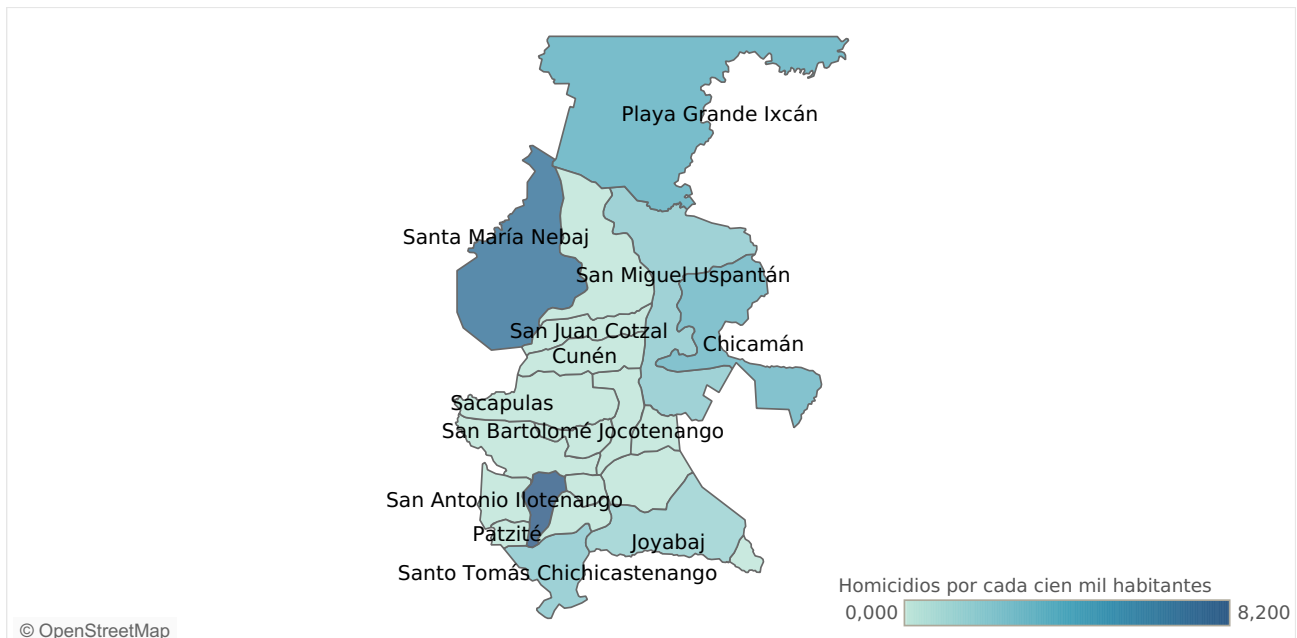 Playa Grande Ixcán
Santa María Nebaj
San Miguel Uspantán
San Juan Cotzal
Chicamán
Cunén
Sacapulas
San Bartolomé Jocotenango
San Antonio Ilotenango
Patzité
Joyabaj
Santo Tomás Chichicastenango
Homicidios por cada cien mil habitantes
0,000 8,200
© OpenStreetMap